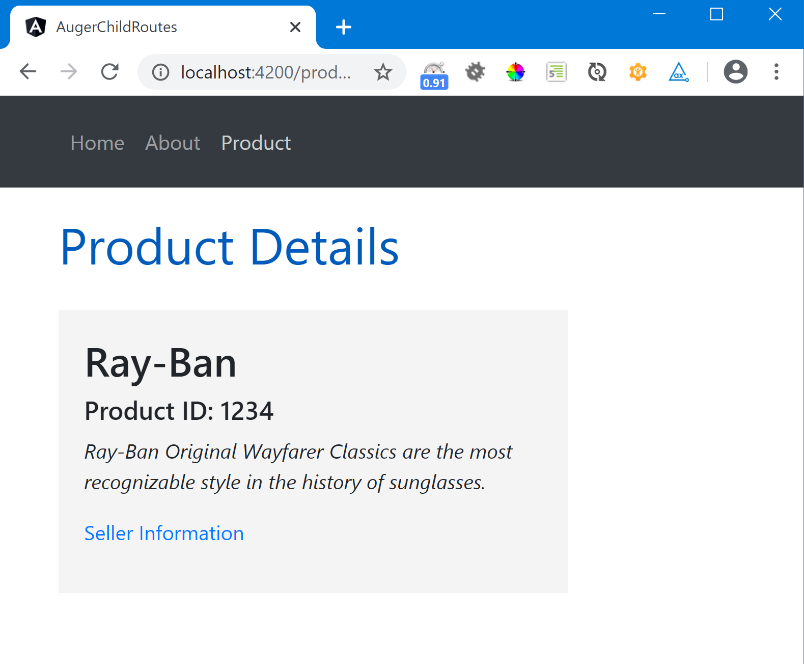 AugerChildRoutes
localhost:4200/prod...
0.91
Home About Product
Product Details
Ray-Ban
Product ID: 1234
Ray-Ban Original Wayfarer Classics are the most
recognizable style in the history of sunglasses.
Seller Information